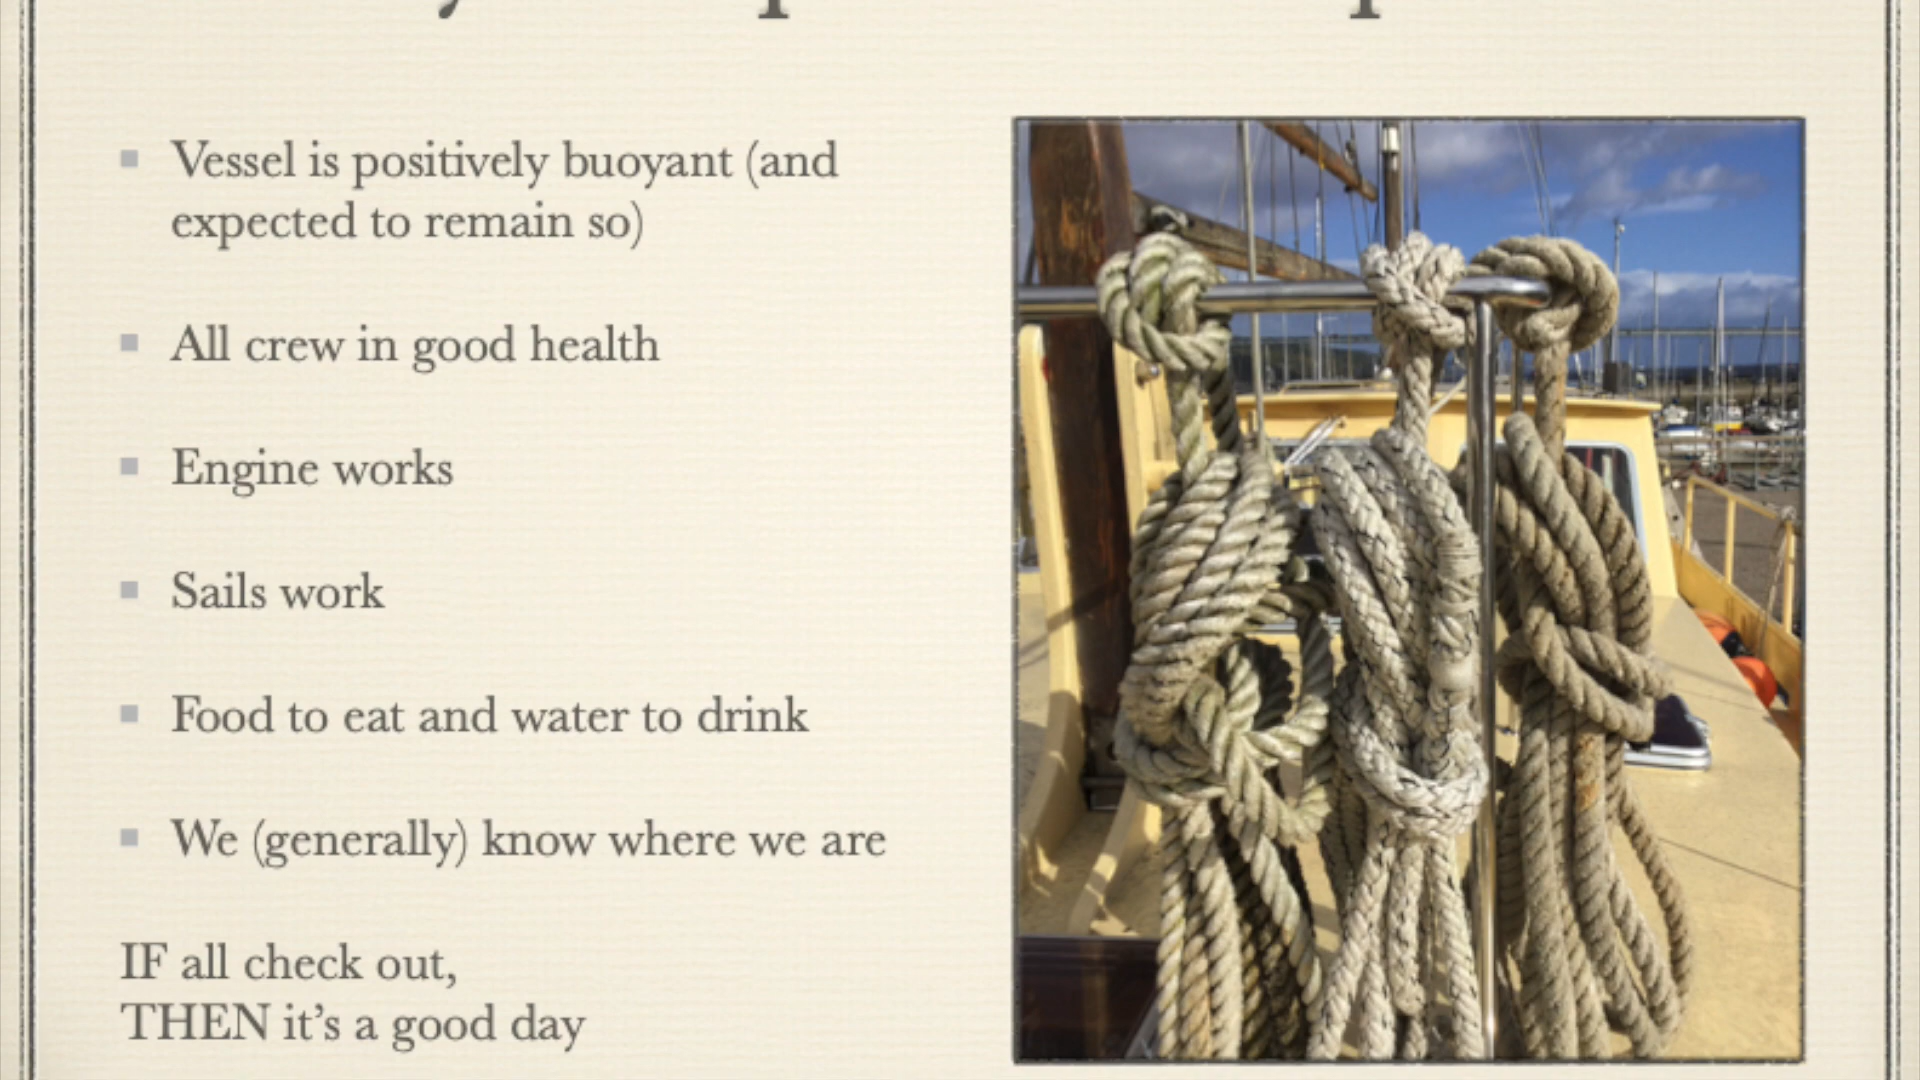 Vessel is positively buoyant (and
expected to remain so)
All crew in good health
Engine works
Sails work
Food to eat and water to drink
We (generally) know where we are
IF all check out,
THEN it’s a good day